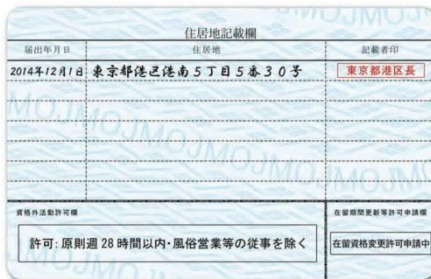 住居地記載欄
届出年月日 住居地 記載者印
2014年12月1日 東京都港区港南5丁目5番30号 東京都港区長
MOJMOJMOJMOJ
資格外活動許可欄 在留期間更新等許可申請欄
許可:原則週28時間以内・風俗営業等の従事を除く 在留資格変更許可申請中